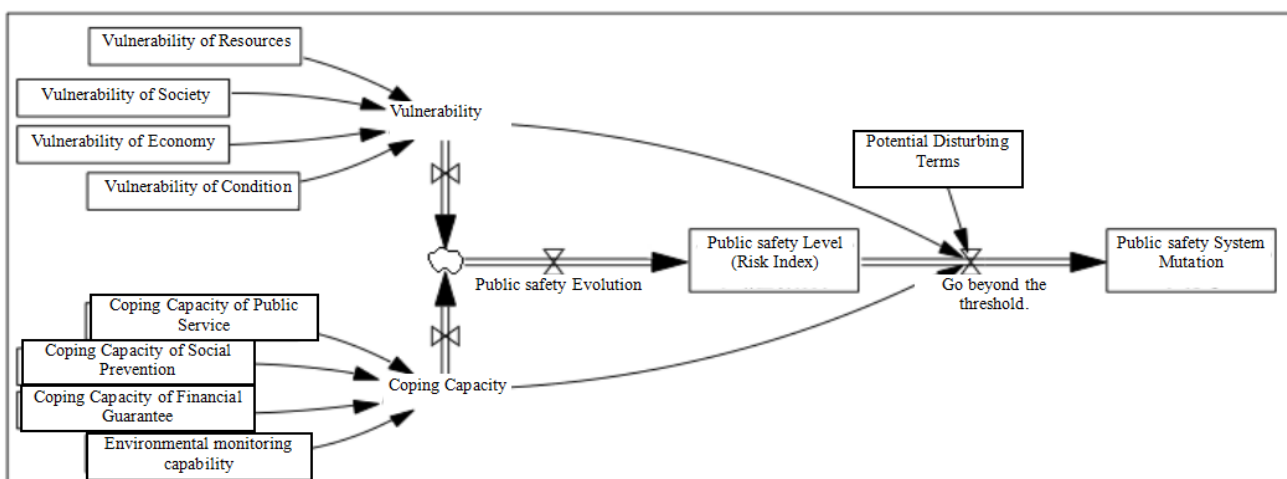 Vulnerability of Resources
Vulnerability of Society
Vulnerability of Economy
Vulnerability of Condition
Vulnerability
Potential Disturbing
Terms
Public safety Evolution
Public safety Level
(Risk Index)
Go beyond the
threshold.
Public safety System
Mutation
Coping Capacity of Public
Service
Coping Capacity of Social
Prevention
Coping Capacity of Financial
Guarantee
Environmental monitoring
capability
Coping Capacity